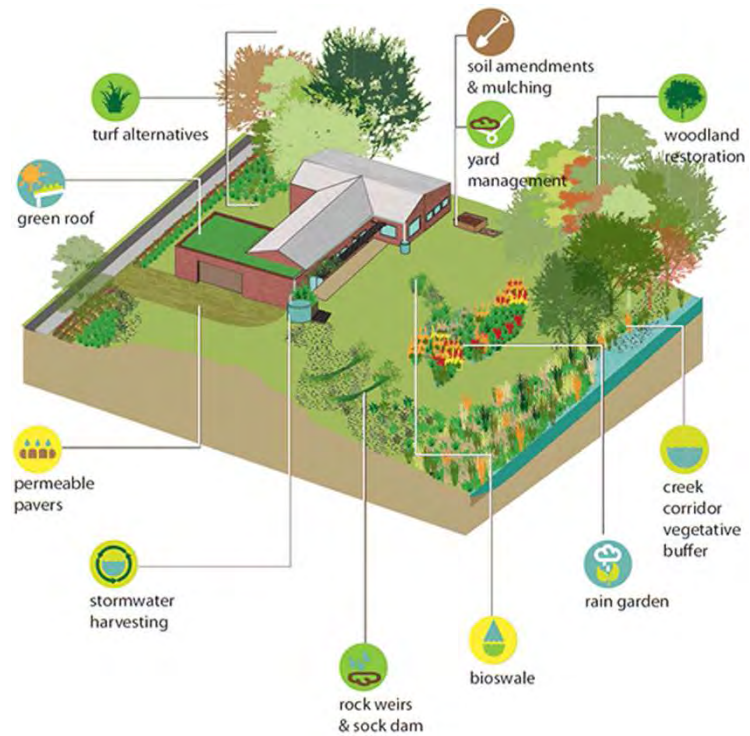 soil amendments
& mulching
turf alternatives
yard
management
woodland
restoration
green roof
permeable
pavers
creek
corridor
vegetative
buffer
stormwater
harvesting
rain garden
bioswale
rock weirs
& sock dam